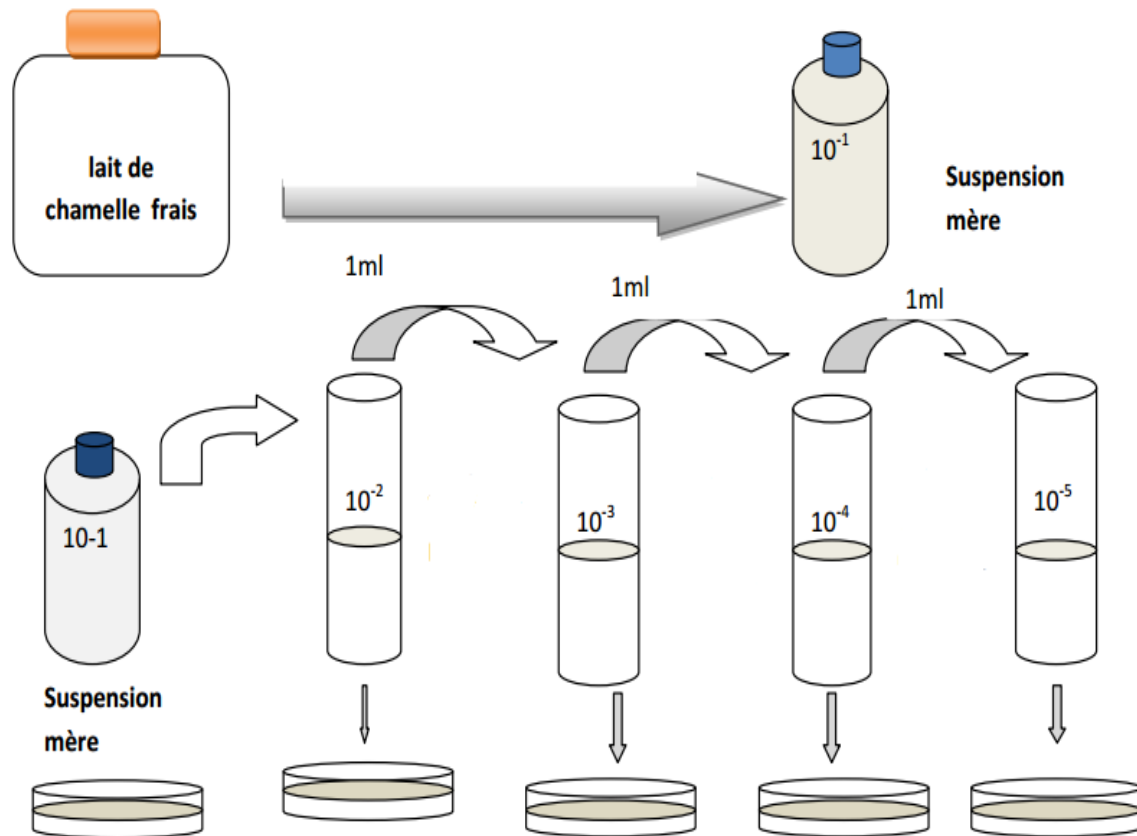 lait de
chamelle frais
10⁻¹
Suspension
mère
1ml
1ml
1ml
10-1
10⁻²
10⁻³
10⁻⁴
10⁻⁵
Suspension
mère